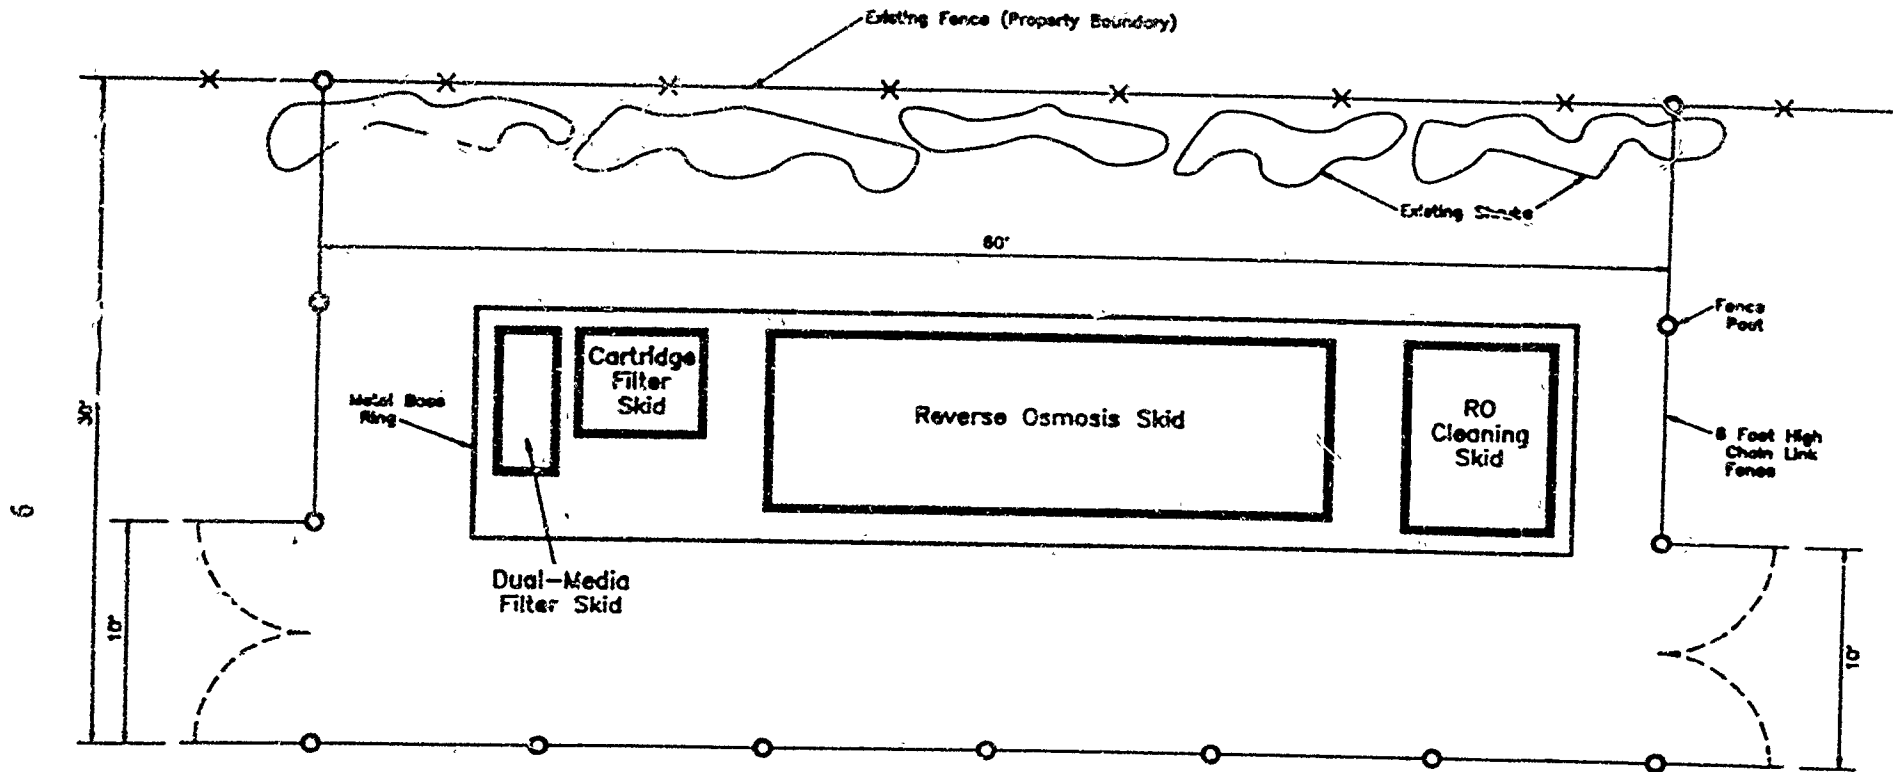 Existing Fence (Property Boundary)
Existing Shrubs
60'
Fence
Post
Cartridge
Filter
Skid
Reverse Osmosis Skid
RO
Cleaning
Skid
Metal Base
Ring
30'
Foot High
Chain Link
Fence
6
Dual-Media
Filter Skid
10'
10'